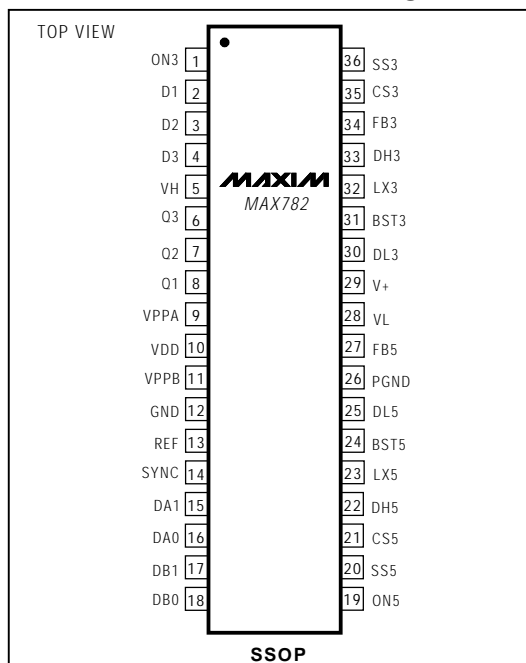 TOP VIEW
ON3 1 36 SS3
D1 2 35 CS3
D2 3 34 FB3
D3 4 33 DH3
MAXIM
VH 5 32 LX3
MAX782
Q3 6 31 BST3
Q2 7 30 DL3
Q1 8 29 V+
VPPA 9 28 VL
VDD 10 27 FB5
VPPB 11 26 PGND
GND 12 25 DL5
REF 13 24 BST5
SYNC 14 23 LX5
DA1 15 22 DH5
DA0 16 21 CS5
DB1 17 20 SS5
DB0 18 19 ON5
SSOP